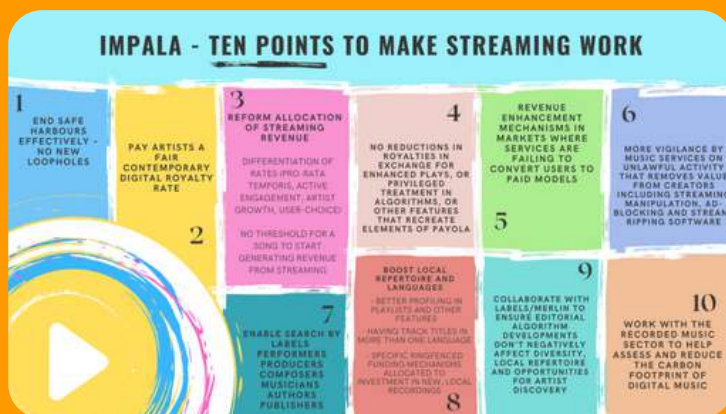 IMPALA - TEN POINTS TO MAKE STREAMING WORK
1
END SAFE
HARBOURS
EFFECTIVELY -
NO NEW
LOOPHOLES
PAY ARTISTS A
FAIR
CONTEMPORARY
DIGITAL ROYALTY
RATE
2
3
REFORM ALLOCATION
OF STREAMING
REVENUE
DIFFERENTIATION OF
RATES (PRO-RATA
TEMPORIS, ACTIVE
ENGAGEMENT, ARTIST
GROWTH, USER-CHOICE)
NO THRESHOLD FOR A
SONG TO START
GENERATING REVENUE
FROM STREAMING
4
NO REDUCTIONS IN
ROYALTIES IN
EXCHANGE FOR
ENHANCED PLAYS, OR
PRIVILEGED
TREATMENT IN
ALGORITHMS, OR
OTHER FEATURES
THAT RECREATE
ELEMENTS OF PAYOLA
REVENUE
ENHANCEMENT
MECHANISMS IN
MARKETS WHERE
SERVICES ARE
FAILING TO
CONVERT USERS TO
PAID MODELS
5
6
MORE VIGILANCE BY
MUSIC SERVICES ON
UNLAWFUL ACTIVITY
THAT REMOVES VALUE
FROM CREATORS
INCLUDING STREAMING
MANIPULATION, AD-
BLOCKING AND STREAM
RIPPING SOFTWARE
7
ENABLE SEARCH BY
LABELS
PERFORMERS
PRODUCERS
COMPOSERS
MUSICIANS
AUTHORS
PUBLISHERS
BOOST LOCAL
REPERTOIRE AND
LANGUAGES
- BETTER PROFILING IN
PLAYLISTS AND OTHER
FEATURES
- HAVING TRACK TITLES IN
MORE THAN ONE LANGUAGE
- SPECIFIC RINGFENCED
FUNDING MECHANISMS
ALLOCATED TO
INVESTMENT IN NEW, LOCAL
RECORDINGS
8
9
COLLABORATE WITH
LABELS/MERLIN TO
ENSURE EDITORIAL
ALGORITHM
DEVELOPMENTS
DON'T NEGATIVELY
AFFECT DIVERSITY,
LOCAL REPERTOIRE
AND OPPORTUNITIES
FOR ARTIST
DISCOVERY
10
WORK WITH THE
RECORDED MUSIC
SECTOR TO HELP
ASSESS AND REDUCE
THE CARBON
FOOTPRINT OF
DIGITAL MUSIC